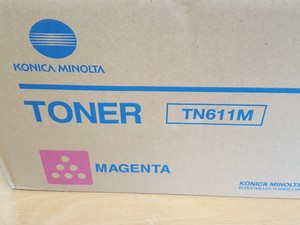 KONICA MINOLTA
TONER
TN611M
MAGENTA
KONICA MINOLTA